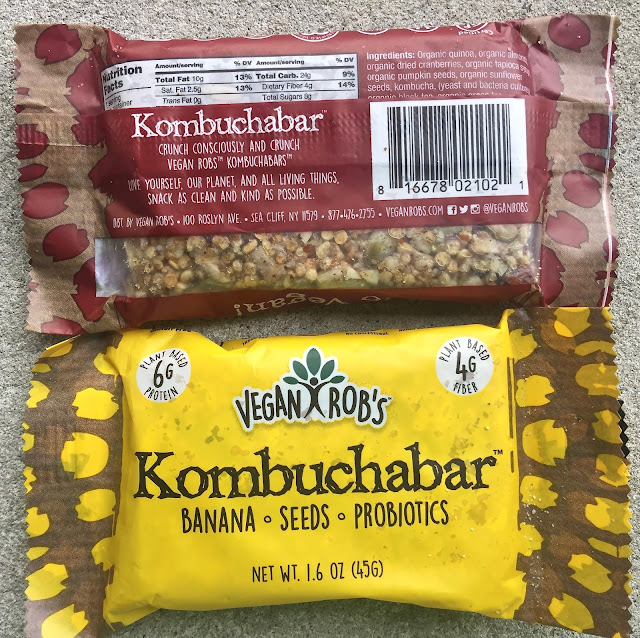 Nutrition
Facts
Amount/serving % DV Amount/serving % DV
Total Fat 10g 13% Total Carb. 24g 9%
Sat. Fat 2.5g 13% Dietary Fiber 4g 14%
Trans Fat 0g Total Sugars 8g
Ingredients: Organic quinoa, organic
organic dried cranberries, organic tapioca
organic pumpkin seeds, organic sunflower
seeds, kombucha, (yeast and bacteria
Kombuchabar™
CRUNCH CONSCIOUSLY AND CRUNCH
VEGAN ROBS™ KOMBUCHABARS™
LOVE YOURSELF, OUR PLANET, AND ALL LIVING THINGS,
SNACK AS CLEAN AND KIND AS POSSIBLE.
8 16678 02102 1
DIST. BY VEGAN ROB'S • 100 ROSLYN AVE. • SEA CLIFF, NY 11579 • 877-476-2755 • VEGANROBS.COM @VEGANROBS
Vegan!
PLANT BASED
6G
PROTEIN
VEGAN ROB'S
PLANT BASED
4G
FIBER
Kombuchabar™
BANANA • SEEDS • PROBIOTICS
NET WT. 1.6 OZ (45G)